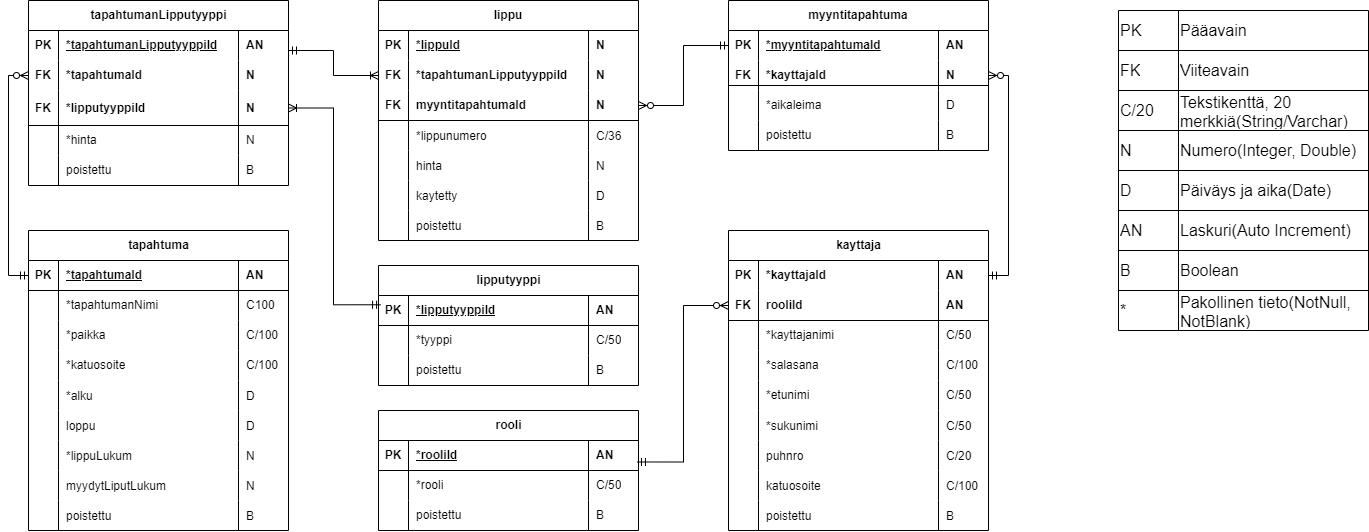 tapahtumanLipputyyppi
PK *tapahtumanLipputyyppiId AN
FK *tapahtumaId N
FK *lipputyyppiId N
*hinta N
poistettu B
lippu
PK *lippuId N
FK *tapahtumanLipputyyppiId N
FK myyntitapahtumaId N
*lippunumero C/36
hinta N
kaytetty D
poistettu B
myyntitapahtuma
PK *myyntitapahtumaId AN
FK *kayttajaId N
*aikaleima D
poistettu B
tapahtuma
PK *tapahtumaId AN
*tapahtumanNimi C100
*paikka C/100
*katuosoite C/100
*alku D
loppu D
*lippuLukum N
myydytLiputLukum N
poistettu B
lipputyyppi
PK *lipputyyppiId AN
*tyyppi C/50
poistettu B
rooli
PK *rooliId AN
*rooli C/50
poistettu B
kayttaja
PK *kayttajaId AN
FK rooliId AN
*kayttajanimi C/50
*salasana C/100
*etunimi C/50
*sukunimi C/50
puhnro C/20
katuosoite C/100
poistettu B
PK Pääavain
FK Viiteavain
C/20 Tekstikenttä, 20
merkkiä(String/Varchar)
N Numero(Integer, Double)
D Päiväys ja aika(Date)
AN Laskuri(Auto Increment)
B Boolean
* Pakollinen tieto(NotNull,
NotBlank)